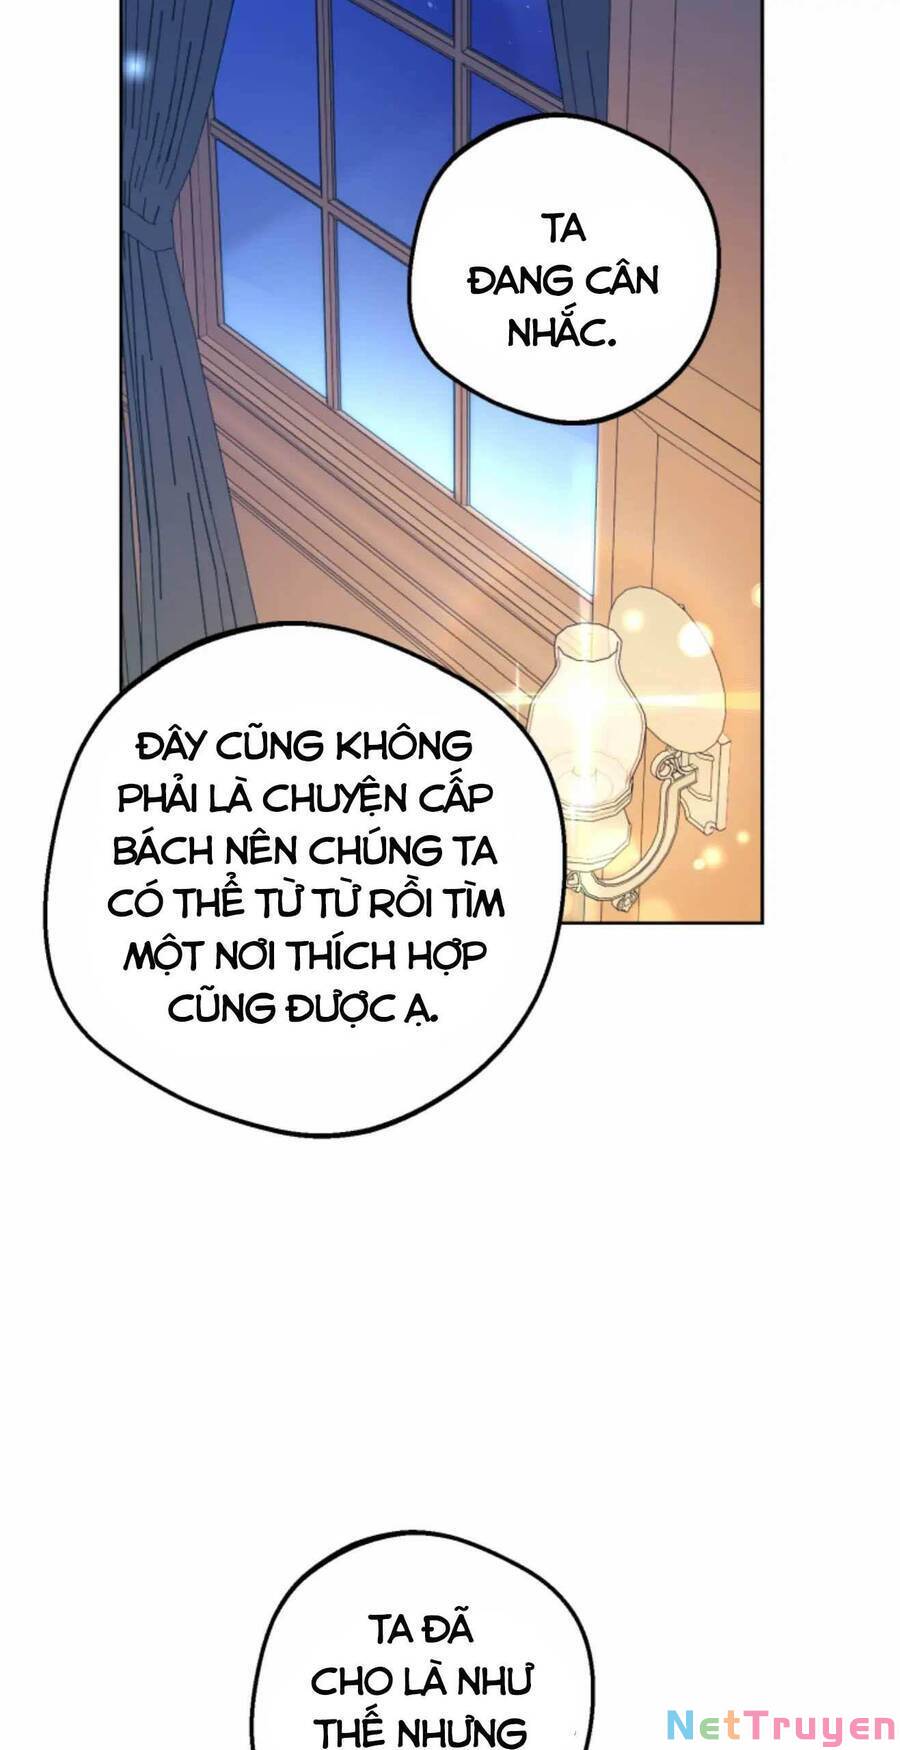 TA
ĐANG CÂN
NHẮC.
ĐÂY CŨNG KHÔNG
PHẢI LÀ CHUYỆN CẤP
BÁCH NÊN CHÚNG TA
CÓ THỂ TỪ TỪ RỒI TÌM
MỘT NƠI THÍCH HỢP
CŨNG ĐƯỢC Ạ.
TA ĐÃ
CHO LÀ NHƯ
THẾ NHƯNG
NetTruyen